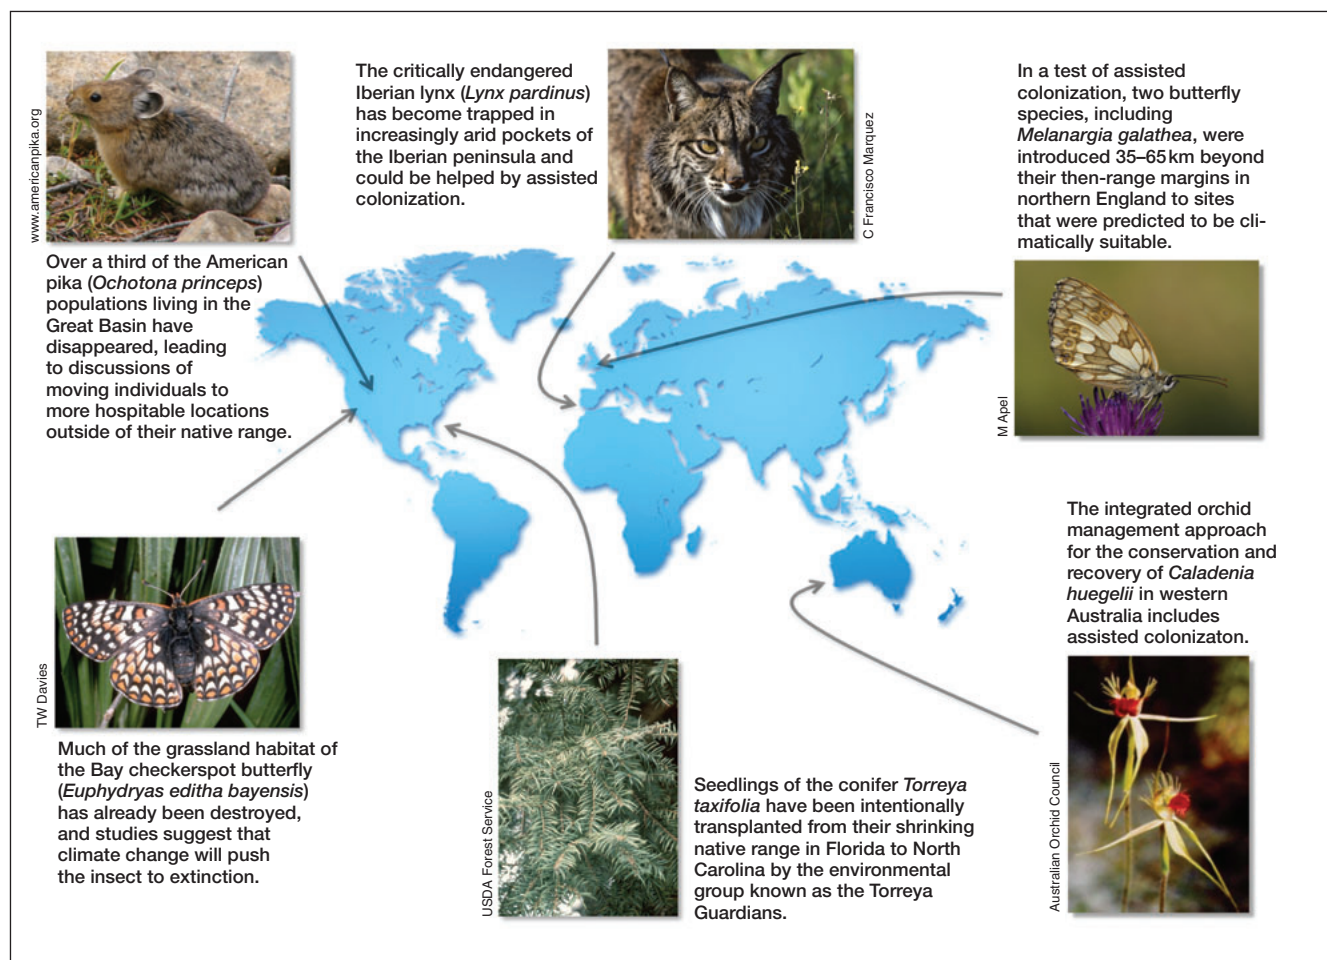 www.americanpika.org
Over a third of the American
pika (Ochotona princeps)
populations living in the
Great Basin have
disappeared, leading
to discussions of
moving individuals to
more hospitable locations
outside of their native range.
The critically endangered
Iberian lynx (Lynx pardinus)
has become trapped in
increasingly arid pockets of
the Iberian peninsula and
could be helped by assisted
colonization.
C Francisco Marquez
In a test of assisted
colonization, two butterfly
species, including
Melanargia galathea, were
introduced 35–65 km beyond
their then-range margins in
northern England to sites
that were predicted to be cli-
matically suitable.
M Apel
TW Davies
Much of the grassland habitat of
the Bay checkerspot butterfly
(Euphydryas editha bayensis)
has already been destroyed,
and studies suggest that
climate change will push
the insect to extinction.
USDA Forest Service
Seedlings of the conifer Torreya
taxifolia have been intentionally
transplanted from their shrinking
native range in Florida to North
Carolina by the environmental
group known as the Torreya
Guardians.
The integrated orchid
management approach
for the conservation and
recovery of Caladenia
huegelii in western
Australia includes
assisted colonizaton.
Australian Orchid Council